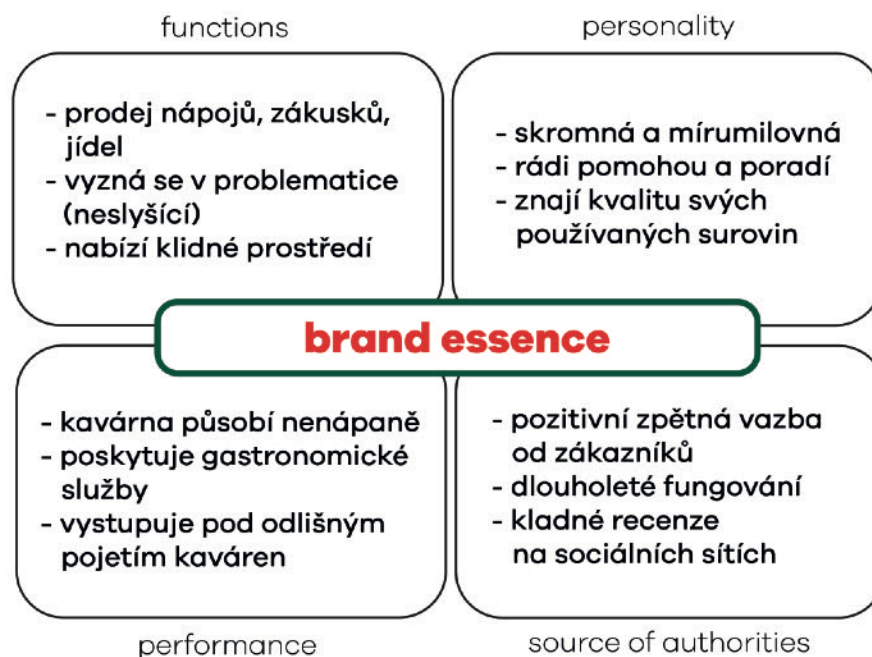 functions
- prodej nápojů, zákusků,
jídel
- vyzná se v problematice
(neslyšící)
- nabízí klidné prostředí
personality
- skromná a mírumilovná
- rádi pomohou a poradí
- znají kvalitu svých
používaných surovin
brand essence
- kavárna působí nenápaně
- poskytuje gastronomické
služby
- vystupuje pod odlišným
pojetím kaváren
performance
- pozitivní zpětná vazba
od zákazníků
- dlouholeté fungování
- kladné recenze
na sociálních sítích
source of authorities